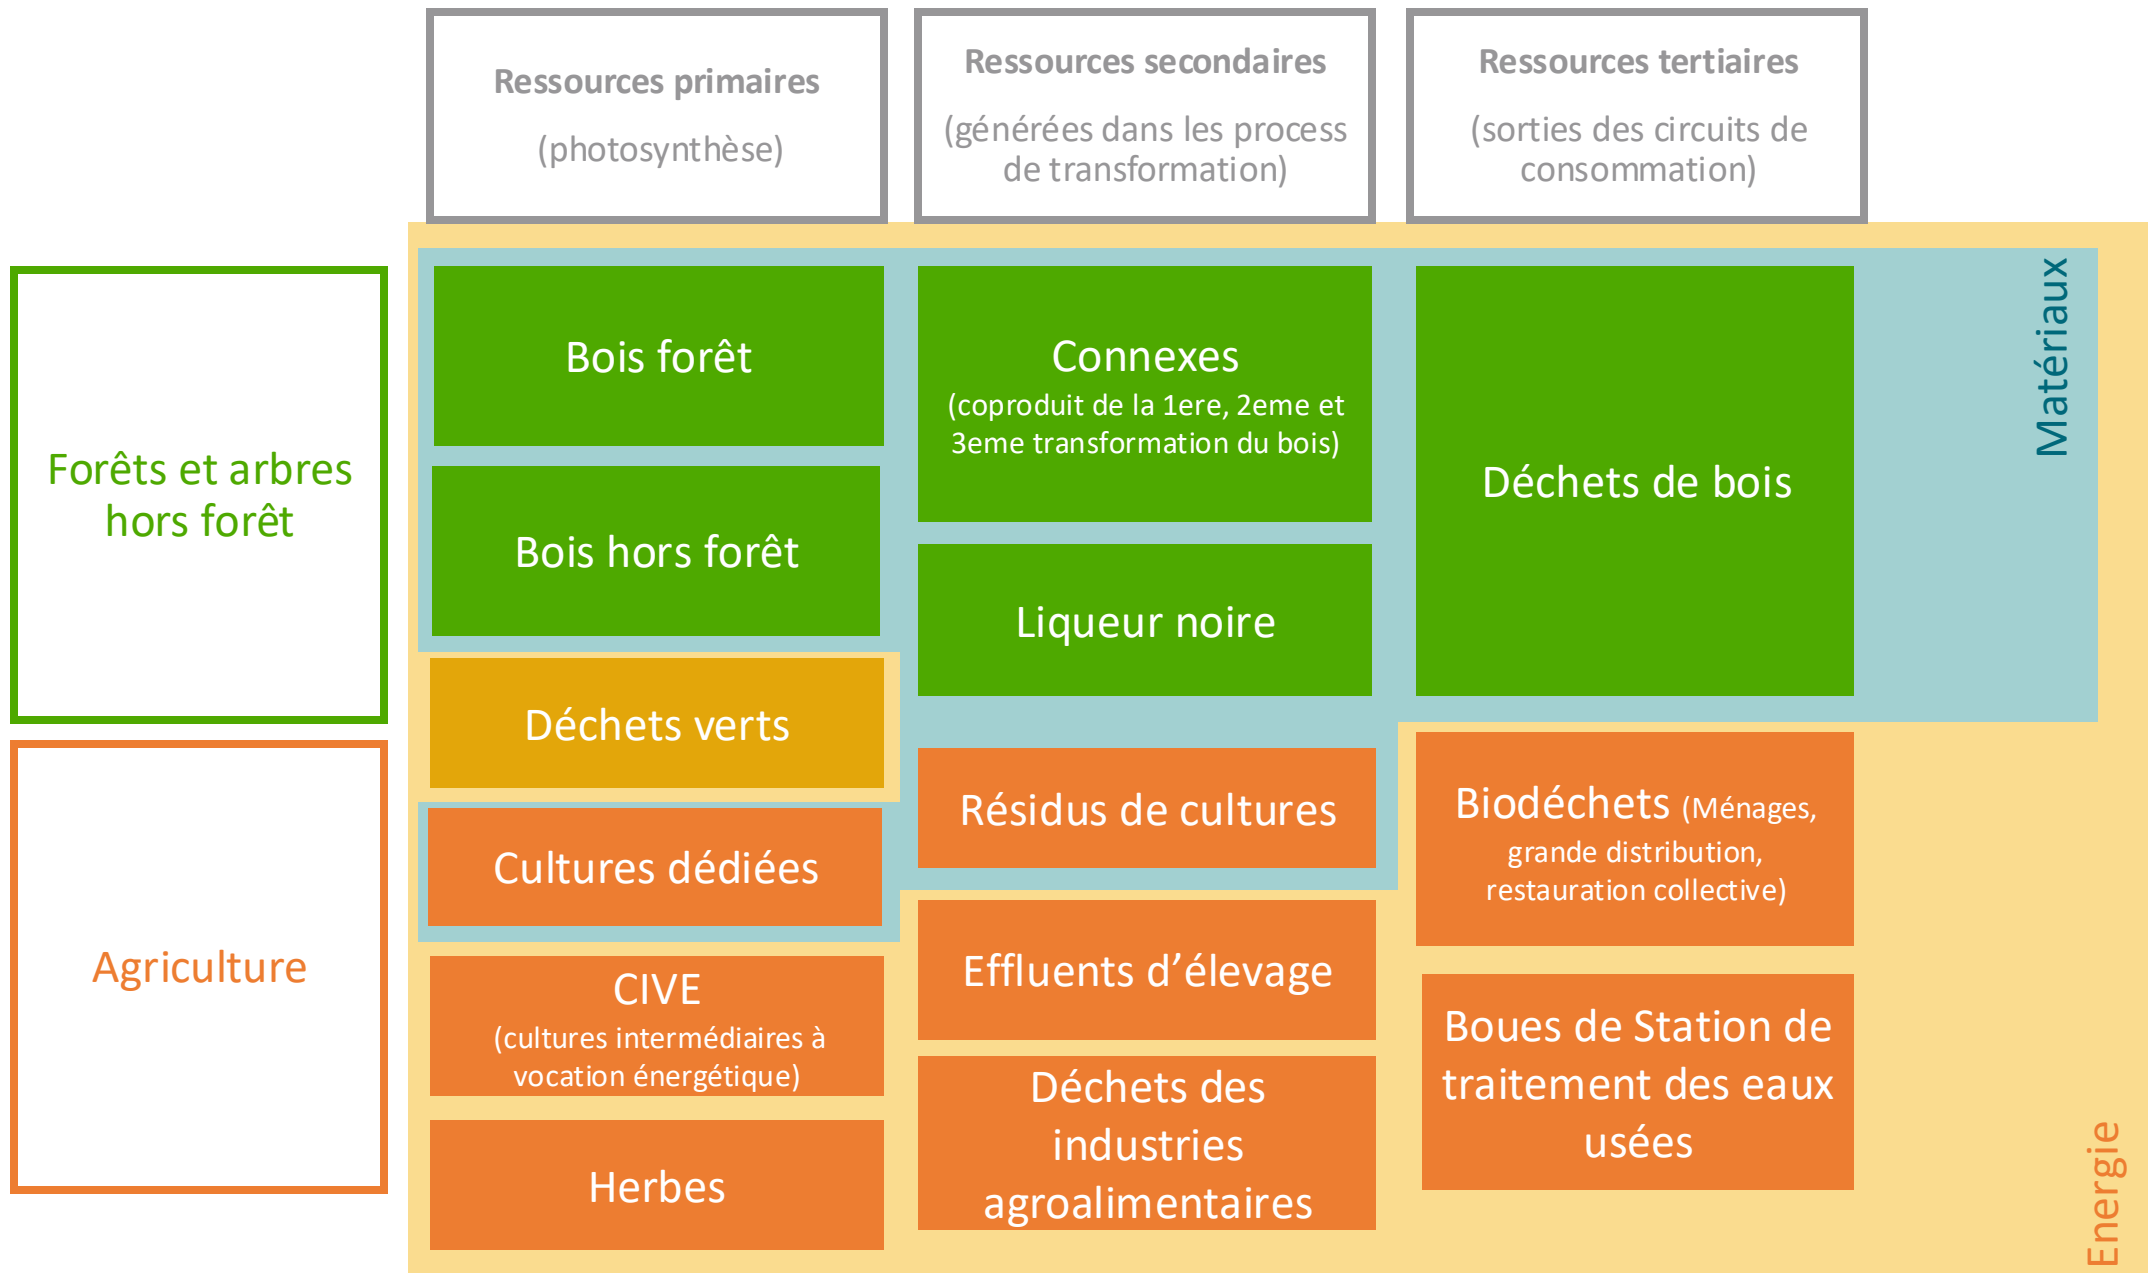 Ressources primaires
(photosynthèse)
Ressources secondaires
(générées dans les process
de transformation)
Ressources tertiaires
(sorties des circuits de
consommation)
Forêts et arbres
hors forêt
Bois forêt
Bois hors forêt
Connexes
(coproduit de la 1ere, 2eme et
3eme transformation du bois)
Liqueur noire
Déchets de bois
Matériaux
Déchets verts
Agriculture
Cultures dédiées
CIVE
(cultures intermédiaires à
vocation énergétique)
Herbes
Résidus de cultures
Effluents d’élevage
Déchets des
industries
agroalimentaires
Biodéchets (Ménages,
grande distribution,
restauration collective)
Boues de Station de
traitement des eaux
usées
Energie